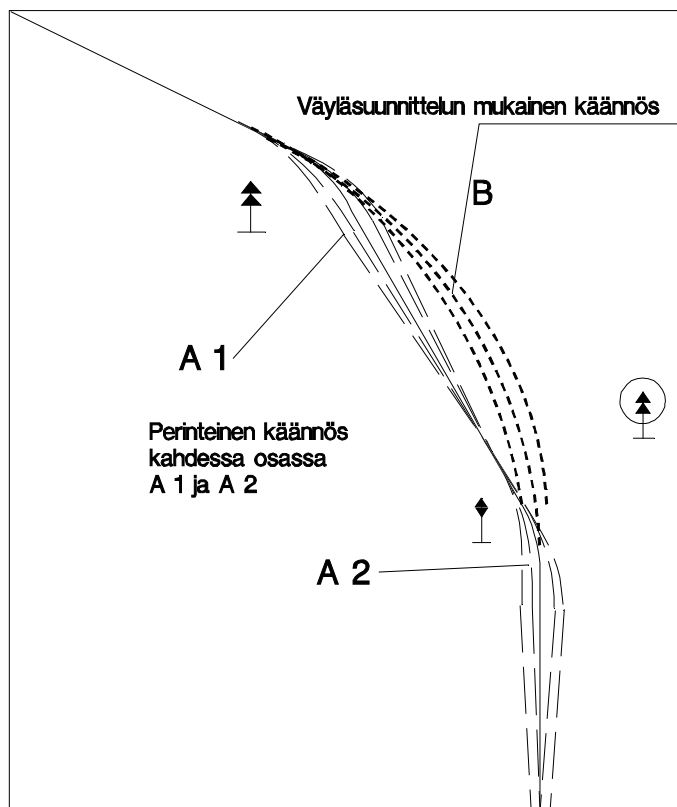 Väyläsuunnittelun mukainen käännös
B
A 1
Perinteinen käännös
kahdessa osassa
A 1 ja A 2
A 2